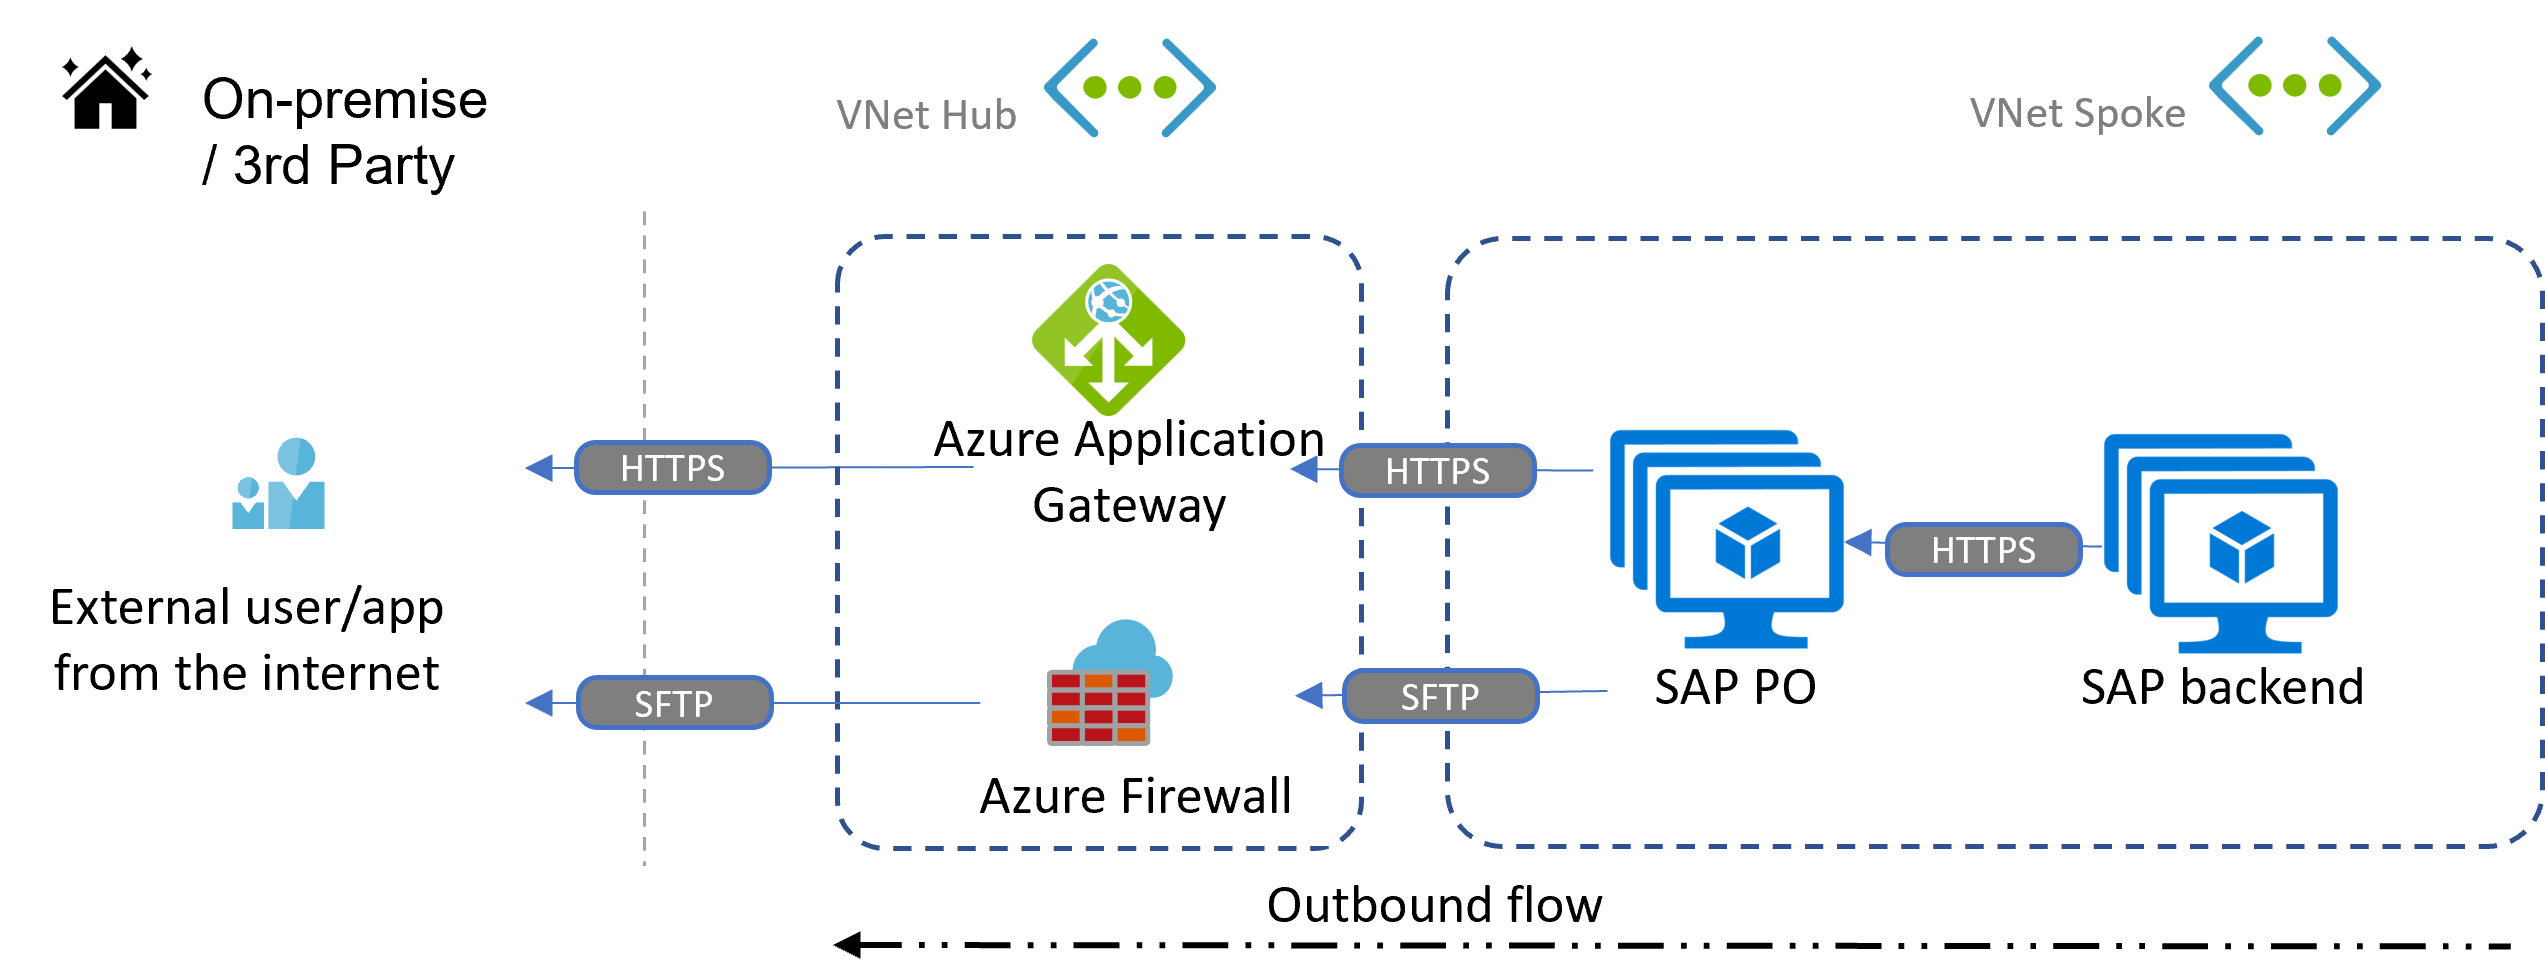 On-premise
/ 3rd Party
VNet Hub
VNet Spoke
Azure Application
Gateway
HTTPS
HTTPS
HTTPS
External user/app
from the internet
SFTP
SFTP
SAP PO
SAP backend
Azure Firewall
Outbound flow